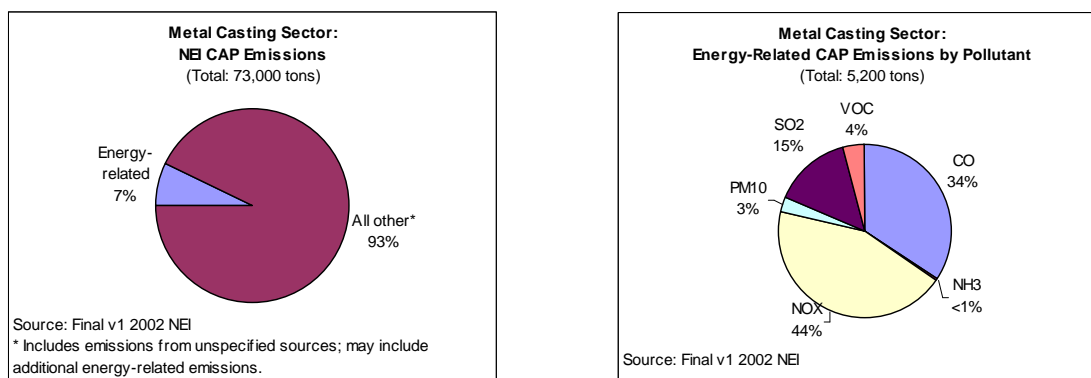 Metal Casting Sector:
NEI CAP Emissions
(Total: 73,000 tons)
Energy-
related
7%
All other*
93%
Source: Final v1 2002 NEI
* Includes emissions from unspecified sources; may include
additional energy-related emissions.
Metal Casting Sector:
Energy-Related CAP Emissions by Pollutant
(Total: 5,200 tons)
VOC
4%
SO2
15%
CO
34%
PM10
3%
NH3
<1%
NOX
44%
Source: Final v1 2002 NEI